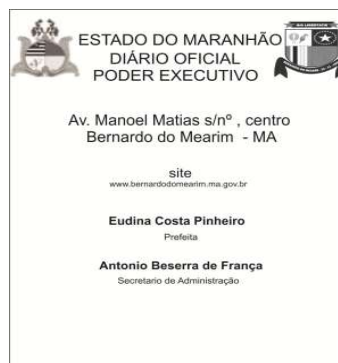 ESTADO DO MARANHÃO
DIÁRIO OFICIAL
PODER EXECUTIVO
Av. Manoel Matias s/nº , centro
Bernardo do Mearim - MA
site
www.bernardodomearim.ma.gov.br
Eudina Costa Pinheiro
Prefeita
Antonio Beserra de França
Secretario de Administração